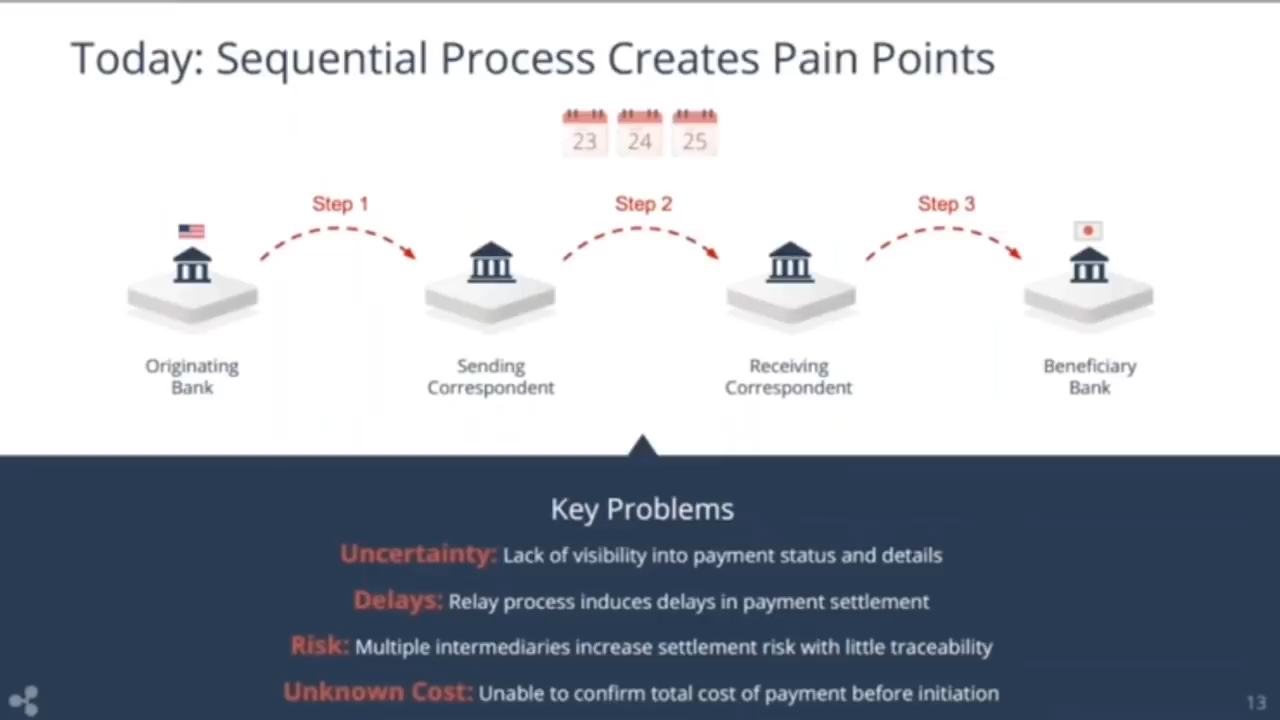 Today: Sequential Process Creates Pain Points
23 24 25
Step 1 Step 2 Step 3
Originating Bank
Sending Correspondent
Receiving Correspondent
Beneficiary Bank
Key Problems
Uncertainty: Lack of visibility into payment status and details
Delays: Relay process induces delays in payment settlement
Risk: Multiple intermediaries increase settlement risk with little traceability
Unknown Cost: Unable to confirm total cost of payment before initiation
13